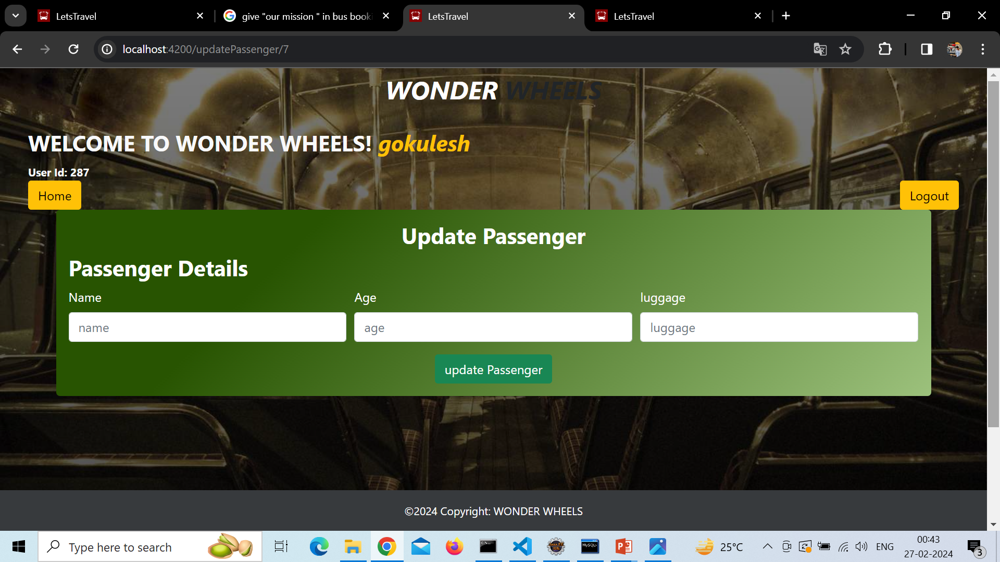 LetsTravel
give "our mission " in bus booki
LetsTravel
LetsTravel
localhost:4200/updatePassenger/7
WONDER WHEELS
WELCOME TO WONDER WHEELS! gokulesh
User Id: 287
Home
Logout
Update Passenger
Passenger Details
Name
Age
luggage
name
age
luggage
update Passenger
©2024 Copyright: WONDER WHEELS
Type here to search
25°C
ENG
00:43
27-02-2024
3